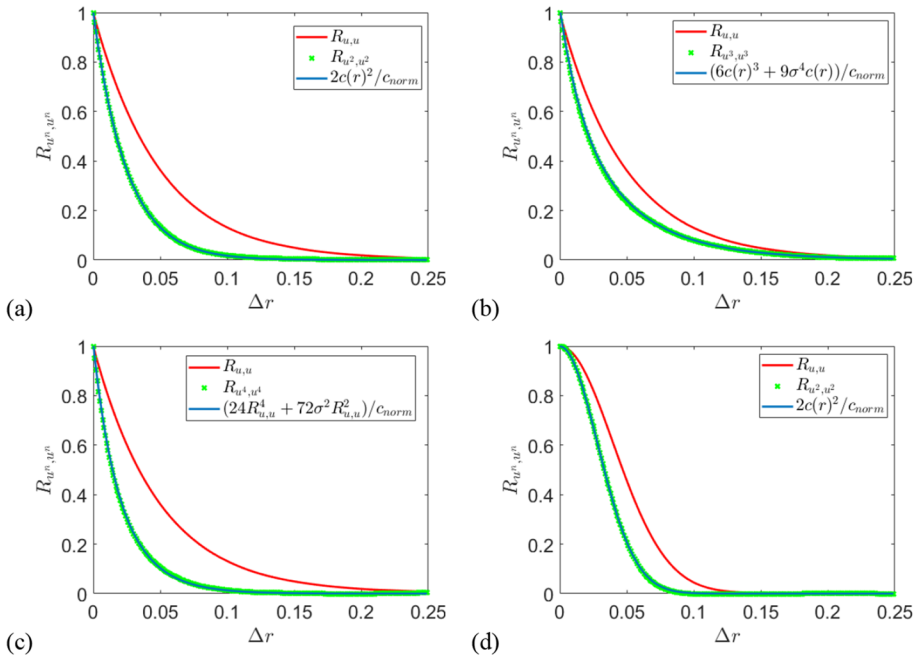 1
0.8
0.6
0.4
0.2
0
R_{u^n,u^n}
R_{u,u}
R_{u^2,u^2}
2c(r)^2/c_{norm}
0 0.05 0.1 0.15 0.2 0.25
Δr
(a)
1
0.8
0.6
0.4
0.2
0
R_{u^n,u^n}
R_{u,u}
R_{u^3,u^3}
(6c(r)^3 + 9σ^4c(r))/c_{norm}
0 0.05 0.1 0.15 0.2 0.25
Δr
(b)
1
0.8
0.6
0.4
0.2
0
R_{u^n,u^n}
R_{u,u}
R_{u^4,u^4}
(24R^4_{u,u} + 72σ^2R^2_{u,u})/c_{norm}
0 0.05 0.1 0.15 0.2 0.25
Δr
(c)
1
0.8
0.6
0.4
0.2
0
R_{u^n,u^n}
R_{u,u}
R_{u^2,u^2}
2c(r)^2/c_{norm}
0 0.05 0.1 0.15 0.2 0.25
Δr
(d)